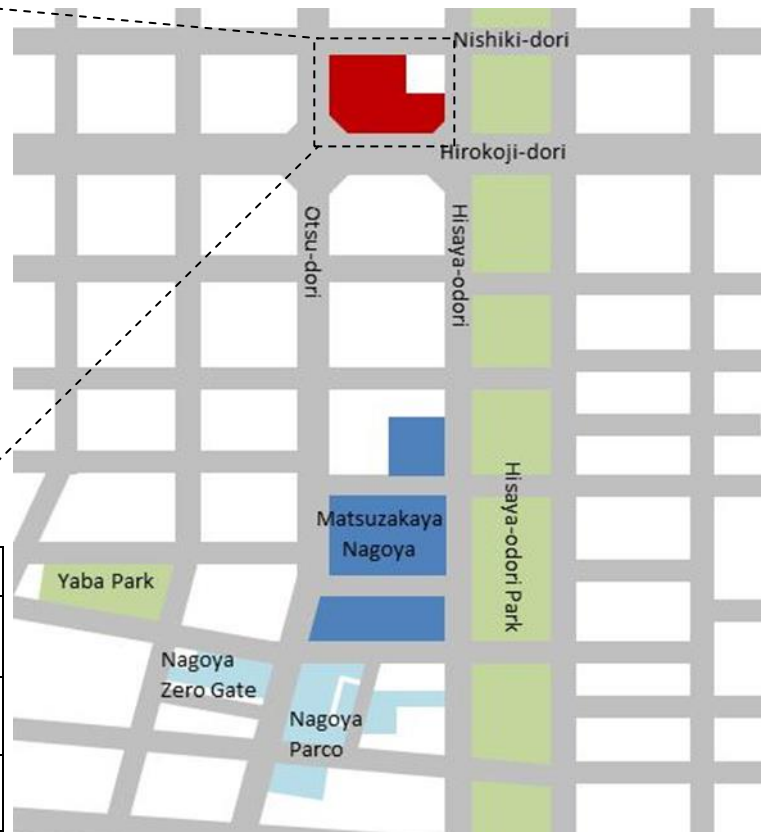 Nishiki-dori
Hirokoji-dori
Otsu-dori
Hisaya-odori
Hisaya-odori Park
Matsuzakaya
Nagoya
Yaba Park
Nagoya
Zero Gate
Nagoya
Parco